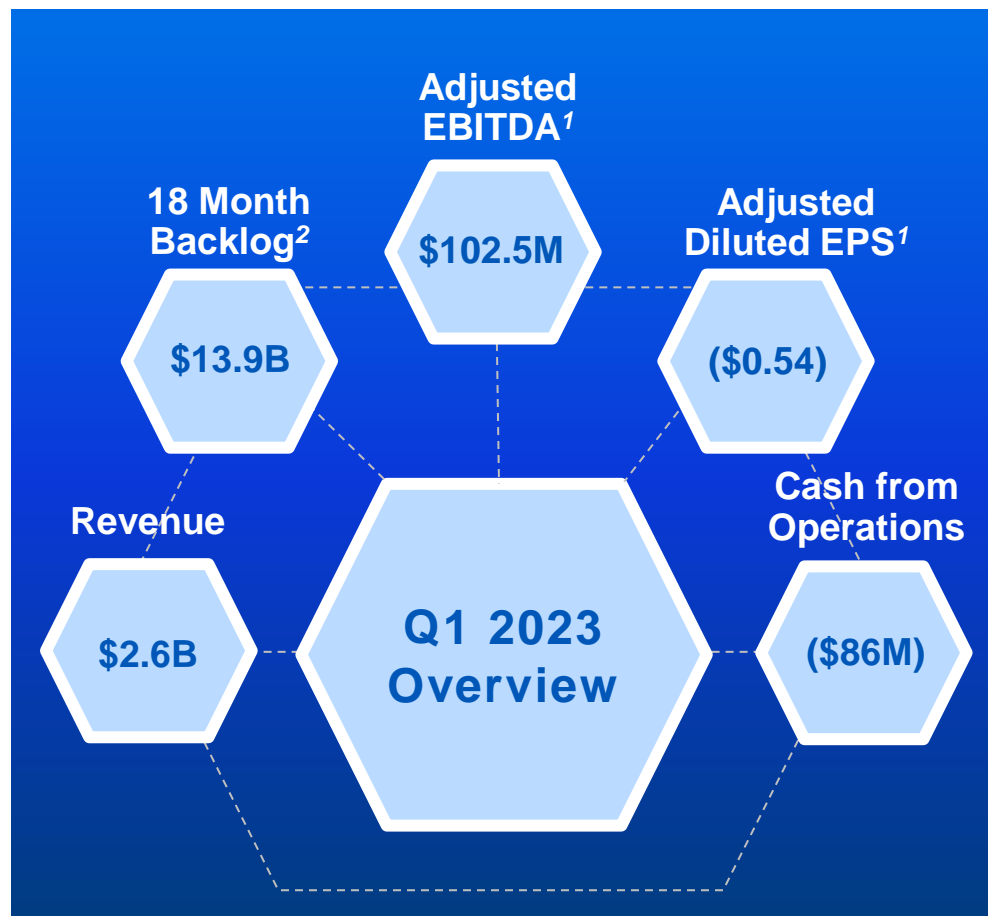 Adjusted
EBITDA¹
$102.5M
18 Month
Backlog²
$13.9B
Adjusted
Diluted EPS¹
($0.54)
Revenue
$2.6B
Cash from
Operations
($86M)
Q1 2023
Overview